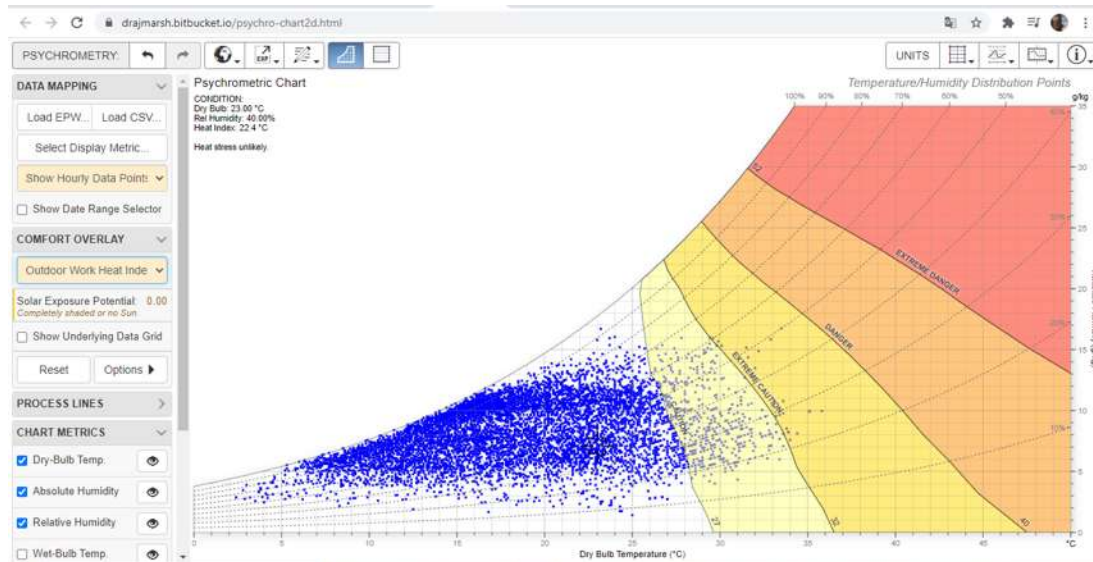 drajmarsh.bitbucket.io/psychro-chart2d.html
PSYCHROMETRY:
EXP
UNITS
DATA MAPPING
Load EPW...
Load CSV...
Select Display Metric...
Show Hourly Data Points
Show Date Range Selector
COMFORT OVERLAY
Outdoor Work Heat Inde
Solar Exposure Potential: 0.00
Completely shaded or no Sun
Show Underlying Data Grid
Reset
Options
PROCESS LINES
CHART METRICS
Dry-Bulb Temp.
Absolute Humidity
Relative Humidity
Wet-Bulb Temp.
Psychrometric Chart
CONDITION:
Dry Bulb: 23.00 °C
Rel Humidity: 40.00%
Heat Index: 22.4 °C
Heat stress unlikely.
Temperature/Humidity Distribution Points
100% 90% 80% 70% 60% 50%
g/kg
35
30
25
20
15
10
5
0
20%
10%
52
EXTREME DANGER
DANGER
EXTREME CAUTION
27
32
40
0 5 10 15 20 25 30 35 40 45 °C
Dry Bulb Temperature (°C)